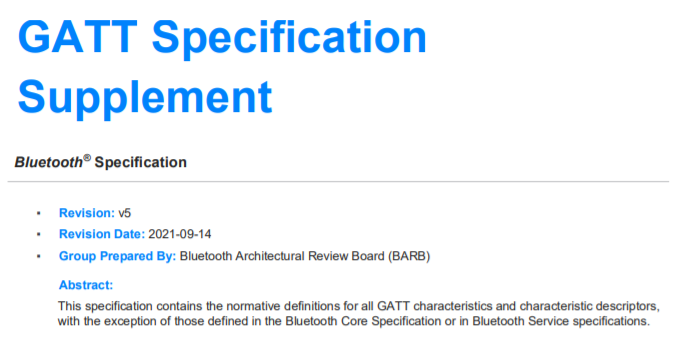 GATT Specification
Supplement
Bluetooth® Specification
• Revision: v5
• Revision Date: 2021-09-14
• Group Prepared By: Bluetooth Architectural Review Board (BARB)
Abstract:
This specification contains the normative definitions for all GATT characteristics and characteristic descriptors,
with the exception of those defined in the Bluetooth Core Specification or in Bluetooth Service specifications.